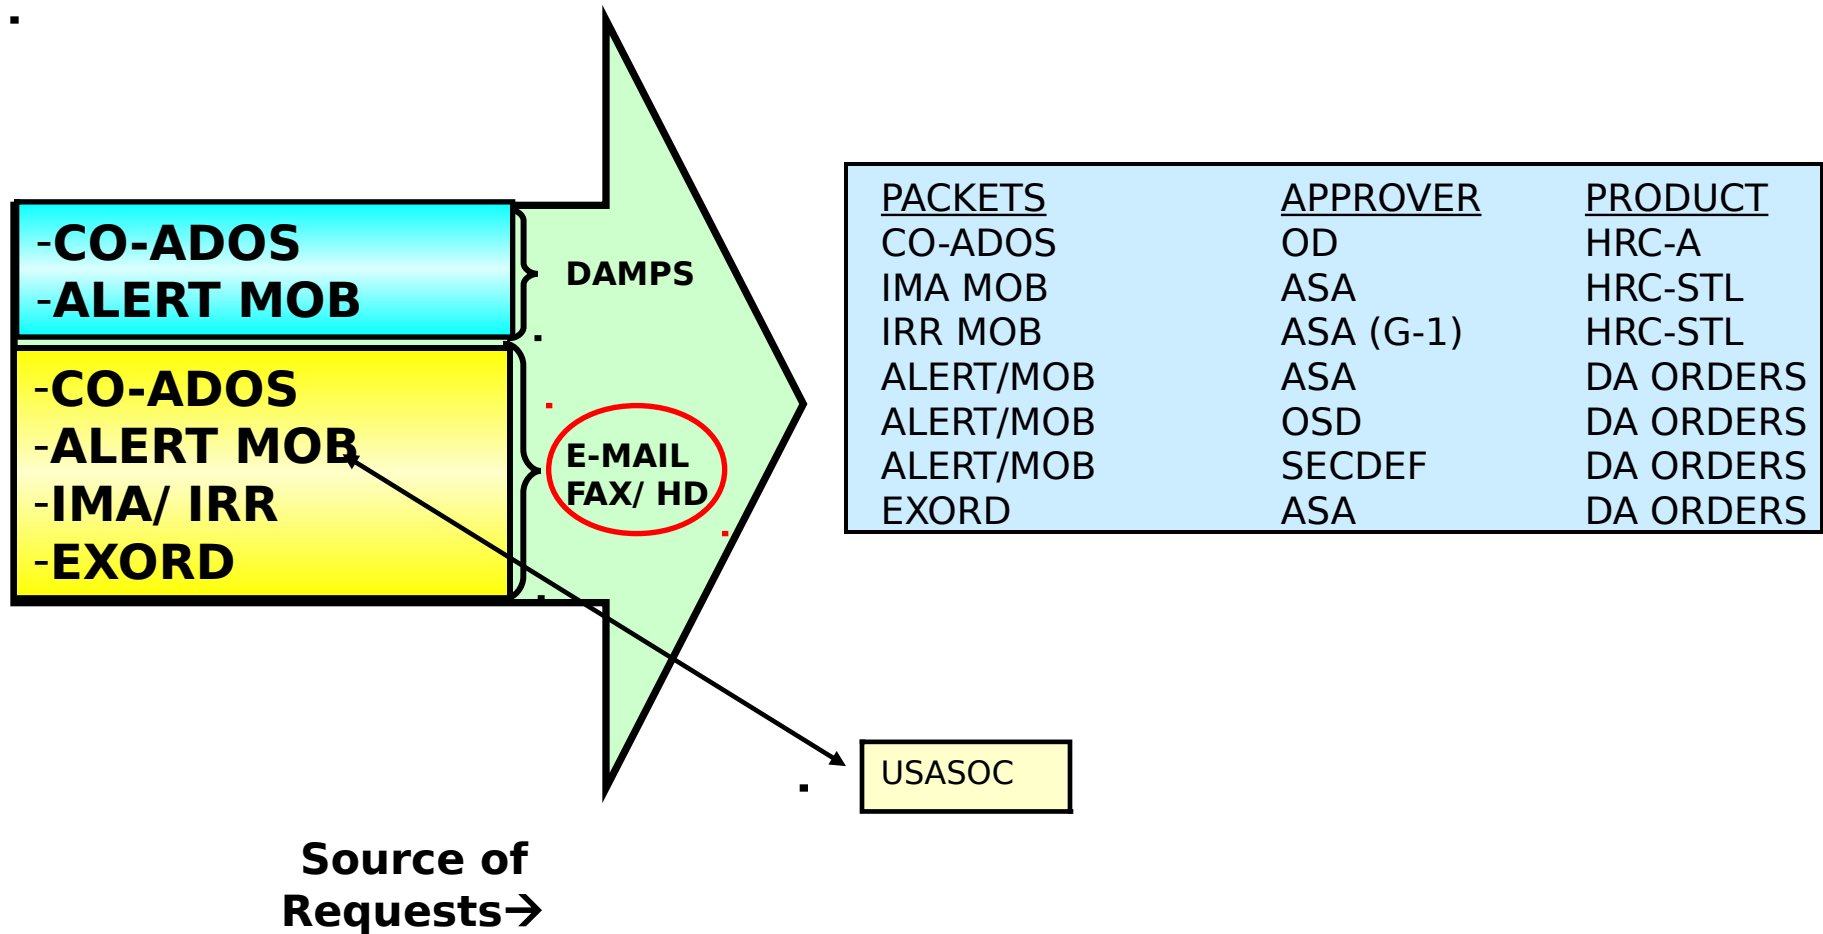 -CO-ADOS
-ALERT MOB
DAMPS
-CO-ADOS
-ALERT MOB
-IMA/ IRR
-EXORD
E-MAIL
FAX/ HD
PACKETS APPROVER PRODUCT
CO-ADOS OD HRC-A
IMA MOB ASA HRC-STL
IRR MOB ASA (G-1) HRC-STL
ALERT/MOB ASA DA ORDERS
ALERT/MOB OSD DA ORDERS
ALERT/MOB SECDEF DA ORDERS
EXORD ASA DA ORDERS
USASOC
Source of
Requests→